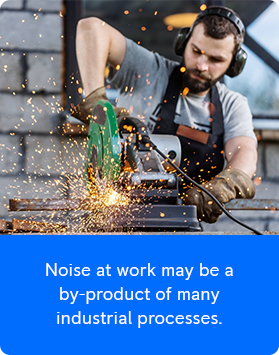 Noise at work may be a
by-product of many
industrial processes.